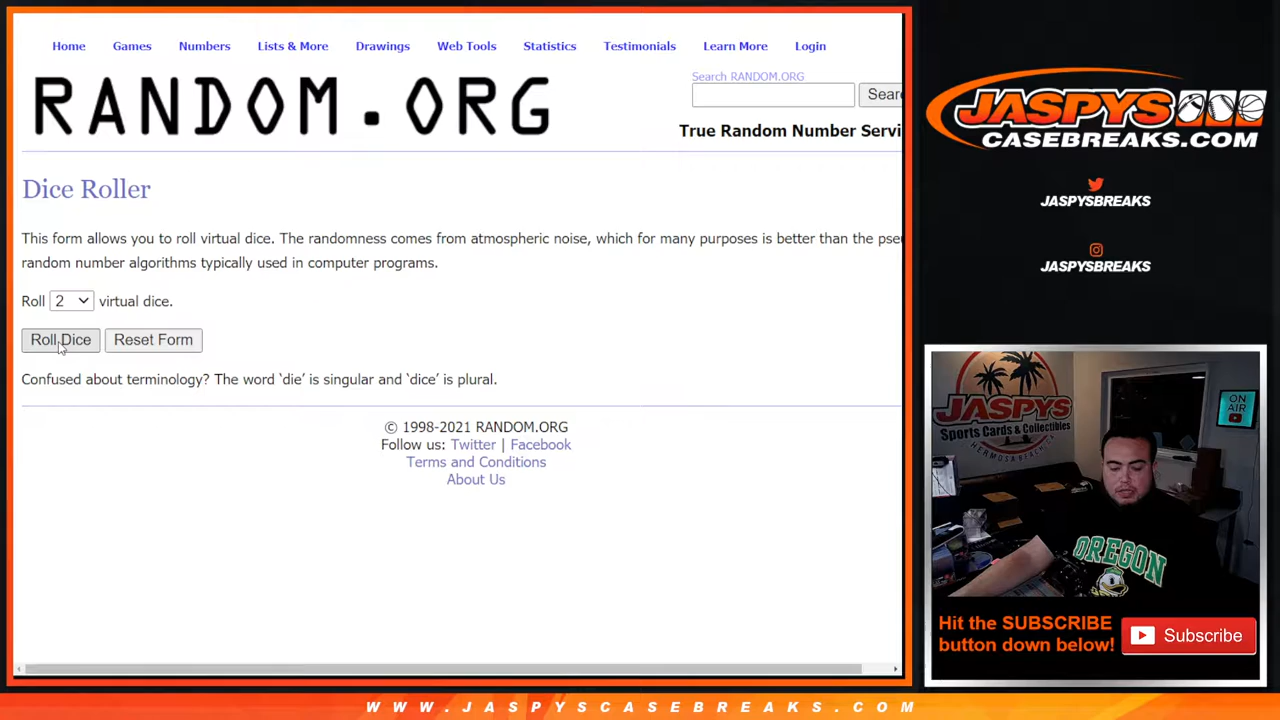 Home Games Numbers Lists & More Drawings Web Tools Statistics Testimonials Learn More Login
RANDOM.ORG
Search RANDOM.ORG
Sear
True Random Number Servi
Dice Roller
This form allows you to roll virtual dice. The randomness comes from atmospheric noise, which for many purposes is better than the pse
random number algorithms typically used in computer programs.
Roll 2 virtual dice.
Roll Dice Reset Form
Confused about terminology? The word ‘die’ is singular and ‘dice’ is plural.
© 1998-2021 RANDOM.ORG
Follow us: Twitter | Facebook
Terms and Conditions
About Us
JASPYS
CASEBREAKS.COM
JASPYSBREAKS
JASPYSBREAKS
JASPYS
Sports Cards & Collectibles
HERMOSA BEACH, CA
ON
AIR
OREGON
Hit the SUBSCRIBE
button down below!
Subscribe
WWW.JASPYSCASEBREAKS.COM